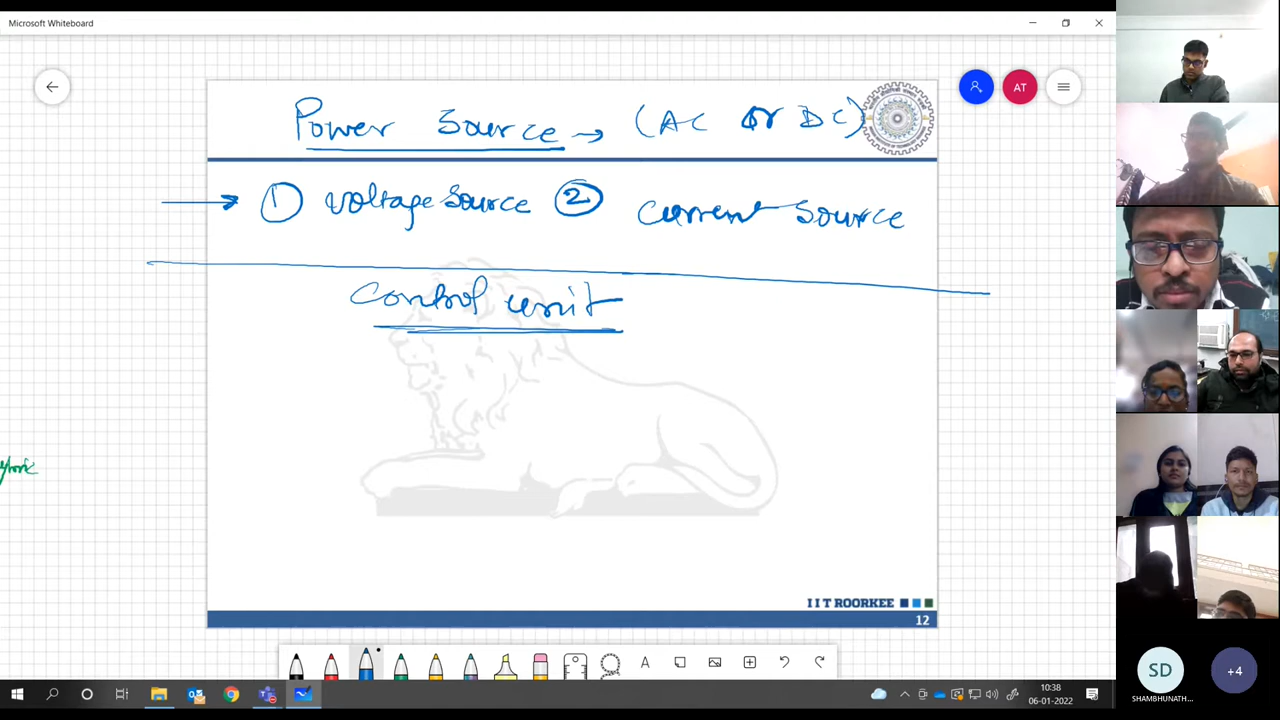 Microsoft Whiteboard
Power Source → (AC or DC)
→ ① voltage source ② current source
control unit
IIT ROORKEE
12
AT
A
SD
SHAMBHUNATH...
+4
10:38
06-01-2022